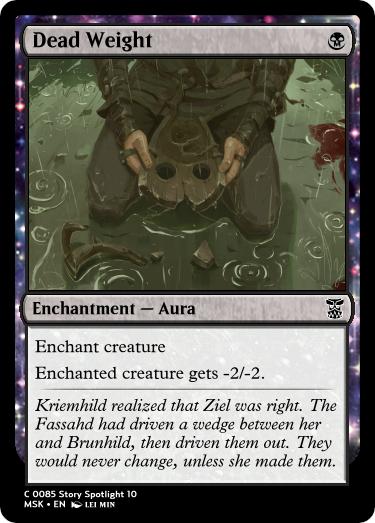 Dead Weight
Enchantment — Aura
Enchant creature
Enchanted creature gets -2/-2.
Kriemhild realized that Ziel was right. The
Fassahd had driven a wedge between her
and Brunhild, then driven them out. They
would never change, unless she made them.
C 0085 Story Spotlight 10
MSK • EN LEI MIN